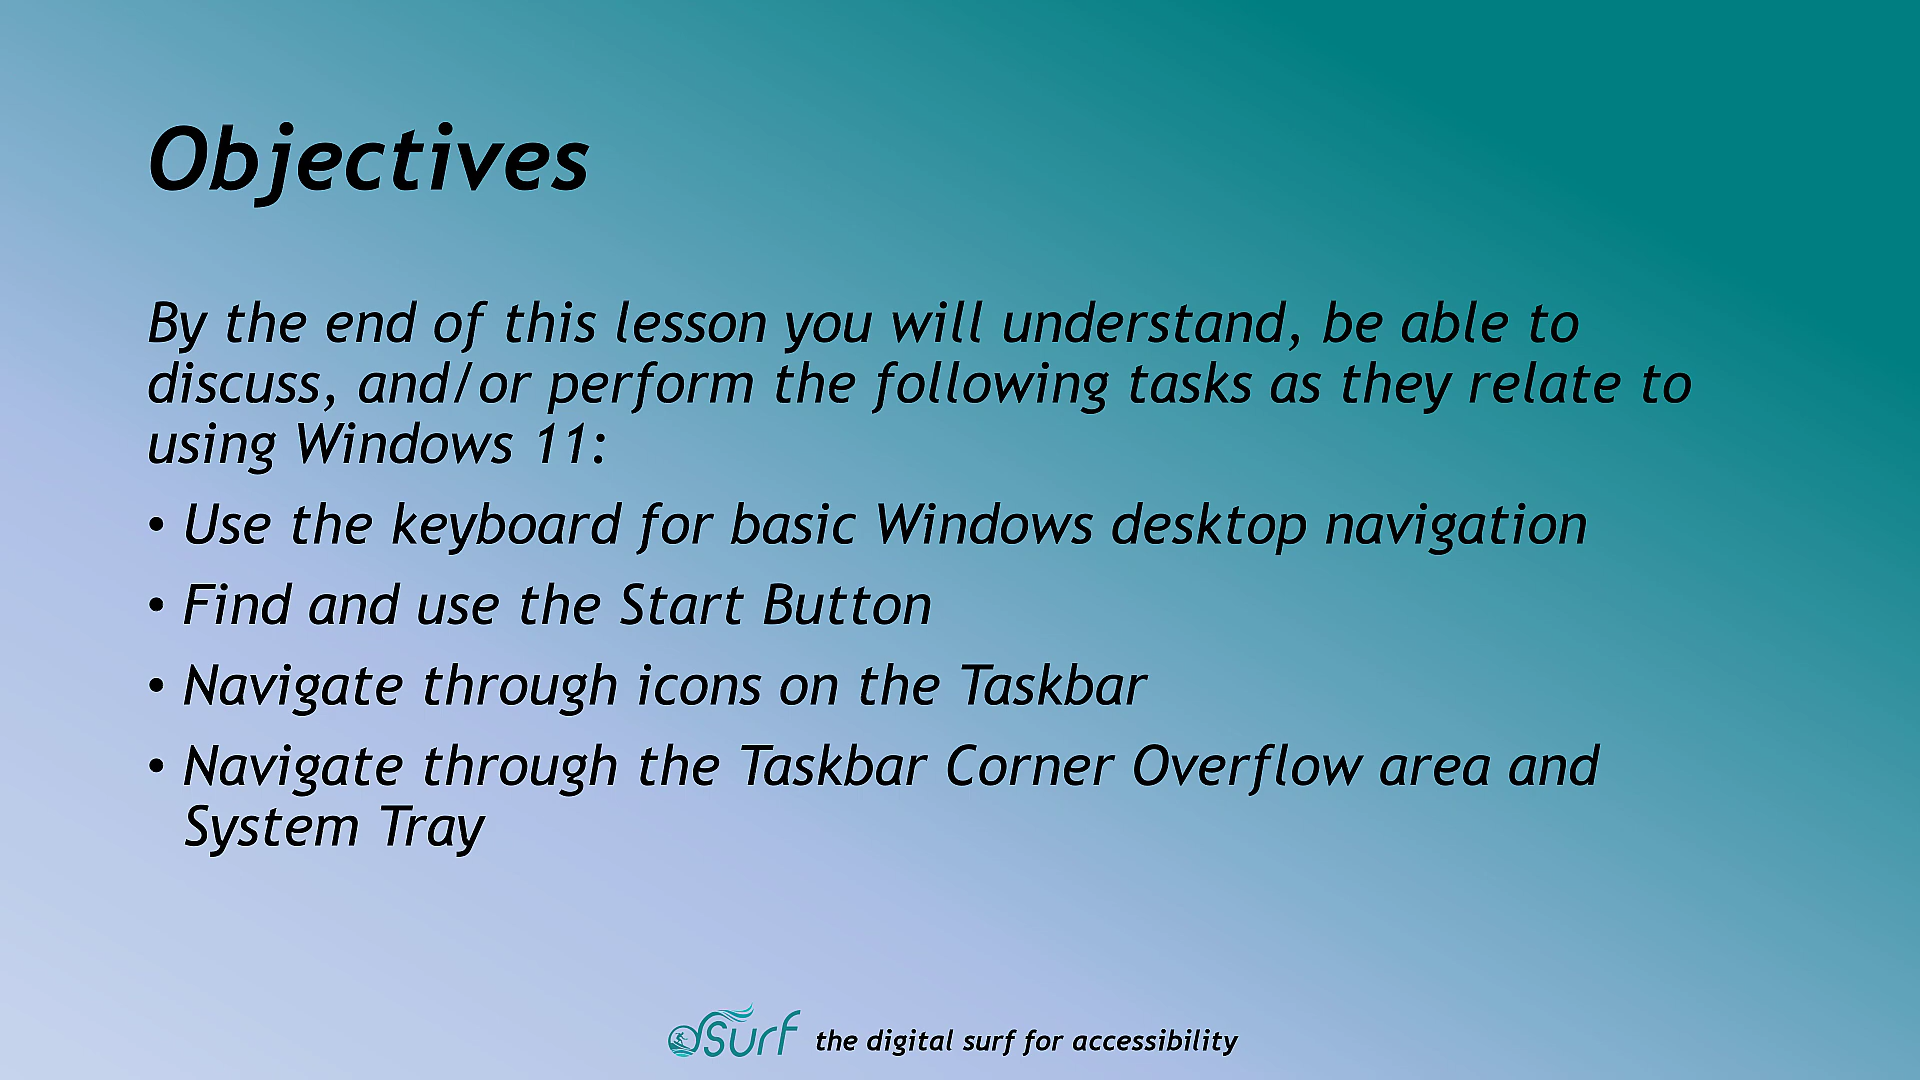 Objectives
By the end of this lesson you will understand, be able to
discuss, and/or perform the following tasks as they relate to
using Windows 11:
• Use the keyboard for basic Windows desktop navigation
• Find and use the Start Button
• Navigate through icons on the Taskbar
• Navigate through the Taskbar Corner Overflow area and
System Tray
dSurf the digital surf for accessibility